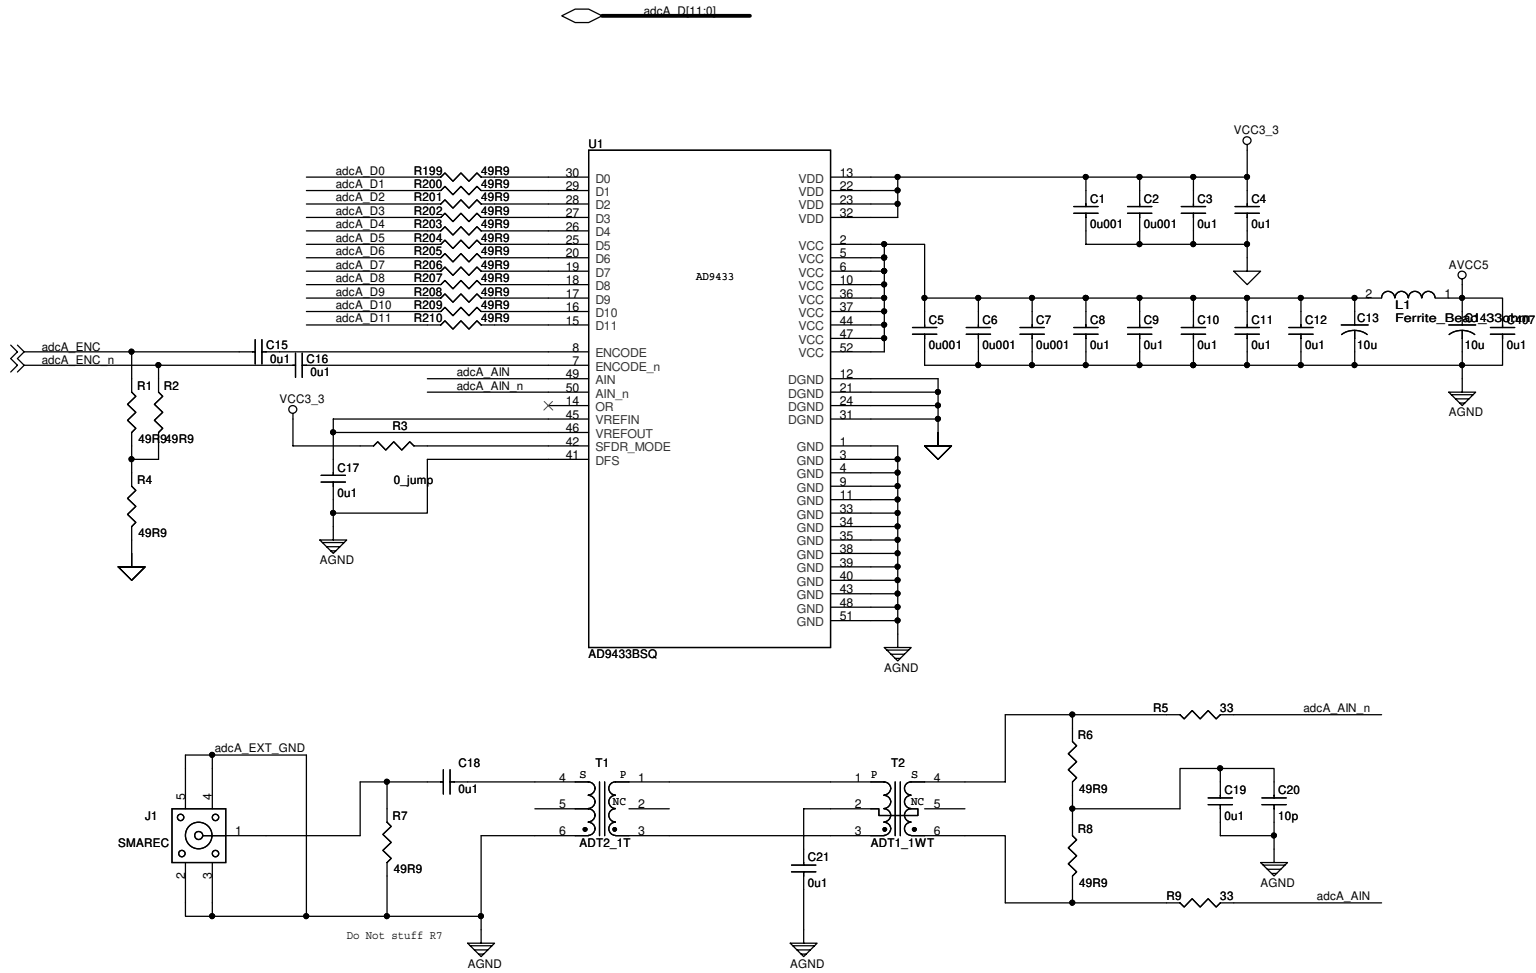 adcA_D[11:0]
VCC3_3
U1
adcA_D0 R199 49R9 30 D0
adcA_D1 R200 49R9 29 D1
adcA_D2 R201 49R9 28 D2
adcA_D3 R202 49R9 27 D3
adcA_D4 R203 49R9 26 D4
adcA_D5 R204 49R9 25 D5
adcA_D6 R205 49R9 20 D6
adcA_D7 R206 49R9 19 D7
adcA_D8 R207 49R9 18 D8
adcA_D9 R208 49R9 17 D9
adcA_D10 R209 49R9 16 D10
adcA_D11 R210 49R9 15 D11
VDD 13
VDD 22
VDD 23
VDD 32
C1 C2 C3 C4
0u001 0u001 0u1 0u1
VCC 2
VCC 5
VCC 6
VCC 10
VCC 36
VCC 37
VCC 44
VCC 47
VCC 52
AD9433
AVCC5
2 L1 1
Ferrite_Bead_433ohm
C5 C6 C7 C8 C9 C10 C11 C12 C13
0u001 0u001 0u001 0u1 0u1 0u1 0u1 0u1 10u 10u 0u1
AGND
adcA_ENC C15 0u1 8 ENCODE
adcA_ENC_n C16 0u1 7 ENCODE_n
adcA_AIN 49 AIN
adcA_AIN_n 50 AIN_n
14 OR
45 VREFIN
46 VREFOUT
42 SFDR_MODE
41 DFS
R1 R2
49R9 49R9
VCC3_3
R3
0_jump
C17
0u1
AGND
R4
49R9
DGND 12
DGND 21
DGND 24
DGND 31
GND 1
GND 3
GND 4
GND 9
GND 11
GND 33
GND 34
GND 35
GND 38
GND 39
GND 40
GND 43
GND 48
GND 51
AGND
AD9433BSQ
R5 33 adcA_AIN_n
adcA_EXT_GND
J1
SMAREC
5 4
1
2 3
R7
49R9
C18
0u1
T1
4 S P 1
5 NC 2
6 3
ADT2_1T
T2
1 P S 4
2 NC 5
3 6
ADT1_1WT
C21
0u1
R6
49R9
R8
49R9
C19 C20
0u1 10p
AGND
R9 33 adcA_AIN
Do Not stuff R7
AGND
AGND